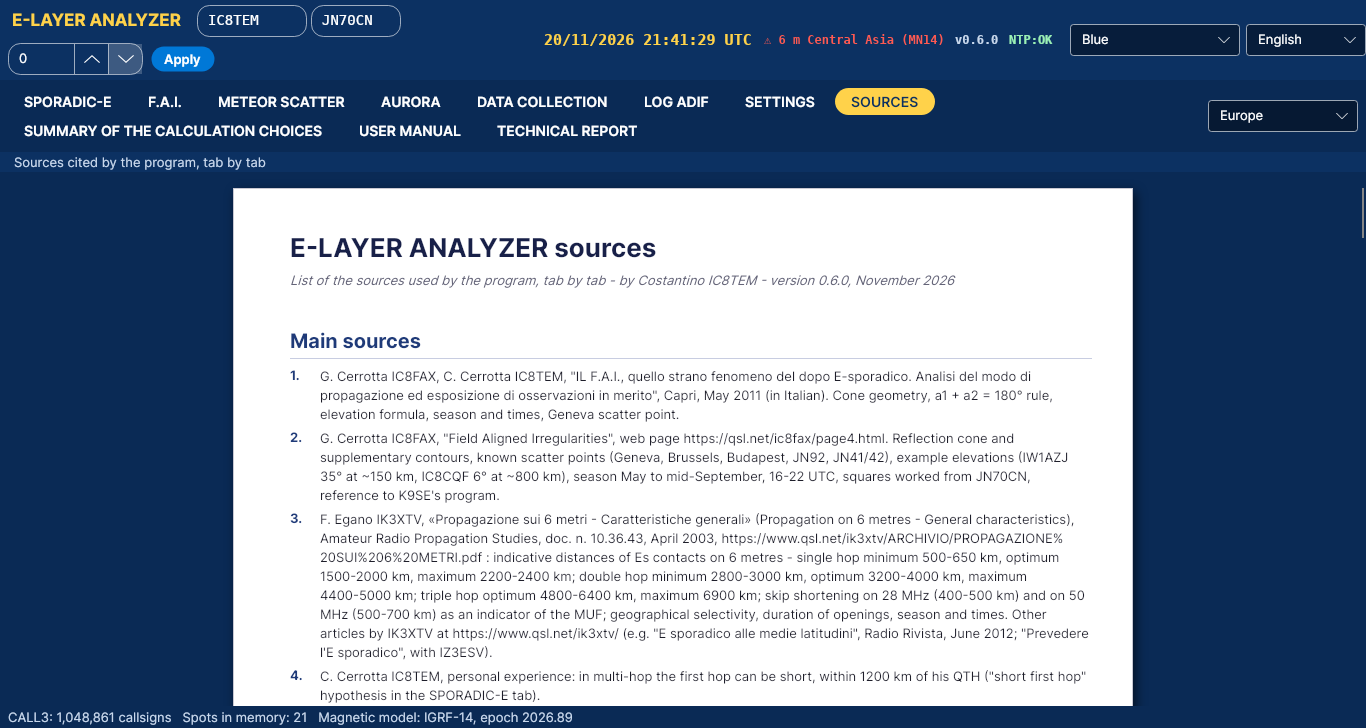 E-LAYER ANALYZER
IC8TEM
JN70CN
0
Apply
20/11/2026 21:41:29 UTC
⚠ 6 m Central Asia (MN14)
v0.6.0
NTP:OK
Blue
English
SPORADIC-E
F.A.I.
METEOR SCATTER
AURORA
DATA COLLECTION
LOG ADIF
SETTINGS
SOURCES
SUMMARY OF THE CALCULATION CHOICES
USER MANUAL
TECHNICAL REPORT
Europe
Sources cited by the program, tab by tab
E-LAYER ANALYZER sources
List of the sources used by the program, tab by tab - by Costantino IC8TEM - version 0.6.0, November 2026
Main sources
1. G. Cerrotta IC8FAX, C. Cerrotta IC8TEM, "IL F.A.I., quello strano fenomeno del dopo E-sporadico. Analisi del modo di
propagazione ed esposizione di osservazioni in merito", Capri, May 2011 (in Italian). Cone geometry, a1 + a2 = 180° rule,
elevation formula, season and times, Geneva scatter point.
2. G. Cerrotta IC8FAX, "Field Aligned Irregularities", web page https://qsl.net/ic8fax/page4.html. Reflection cone and
supplementary contours, known scatter points (Geneva, Brussels, Budapest, JN92, JN41/42), example elevations (IW1AZJ
35° at ~150 km, IC8CQF 6° at ~800 km), season May to mid-September, 16-22 UTC, squares worked from JN70CN,
reference to K9SE's program.
3. F. Egano IK3XTV, «Propagazione sui 6 metri - Caratteristiche generali» (Propagation on 6 metres - General characteristics),
Amateur Radio Propagation Studies, doc. n. 10.36.43, April 2003, https://www.qsl.net/ik3xtv/ARCHIVIO/PROPAGAZIONE%
20SUI%206%20METRI.pdf : indicative distances of Es contacts on 6 metres - single hop minimum 500-650 km, optimum
1500-2000 km, maximum 2200-2400 km; double hop minimum 2800-3000 km, optimum 3200-4000 km, maximum
4400-5000 km; triple hop optimum 4800-6400 km, maximum 6900 km; skip shortening on 28 MHz (400-500 km) and on 50
MHz (500-700 km) as an indicator of the MUF; geographical selectivity, duration of openings, season and times. Other
articles by IK3XTV at https://www.qsl.net/ik3xtv/ (e.g. "E sporadico alle medie latitudini", Radio Rivista, June 2012; "Prevedere
l'E sporadico", with IZ3ESV).
4. C. Cerrotta IC8TEM, personal experience: in multi-hop the first hop can be short, within 1200 km of his QTH ("short first hop"
hypothesis in the SPORADIC-E tab).
CALL3: 1,048,861 callsigns
Spots in memory: 21
Magnetic model: IGRF-14, epoch 2026.89